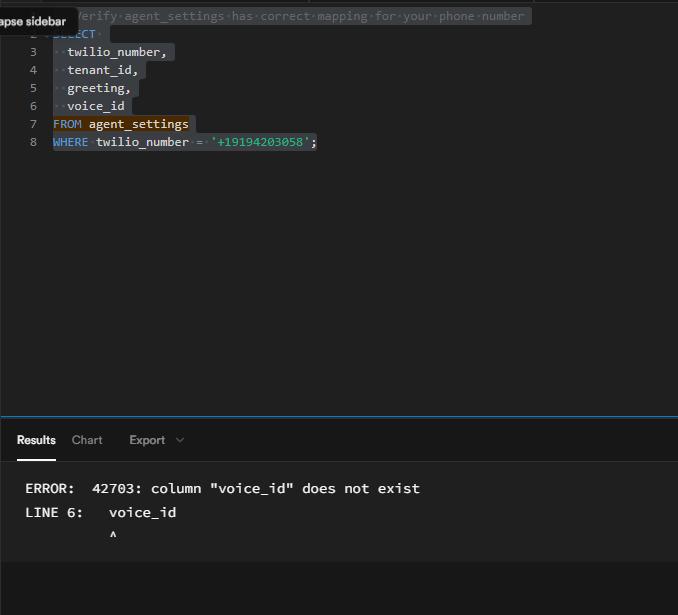 apse sidebar
Verify agent_settings has correct mapping for your phone number
2 SELECT
3 twilio_number,
4 tenant_id,
5 greeting,
6 voice_id
7 FROM agent_settings
8 WHERE twilio_number = '+19194203058';
Results Chart Export
ERROR: 42703: column "voice_id" does not exist
LINE 6: voice_id
^